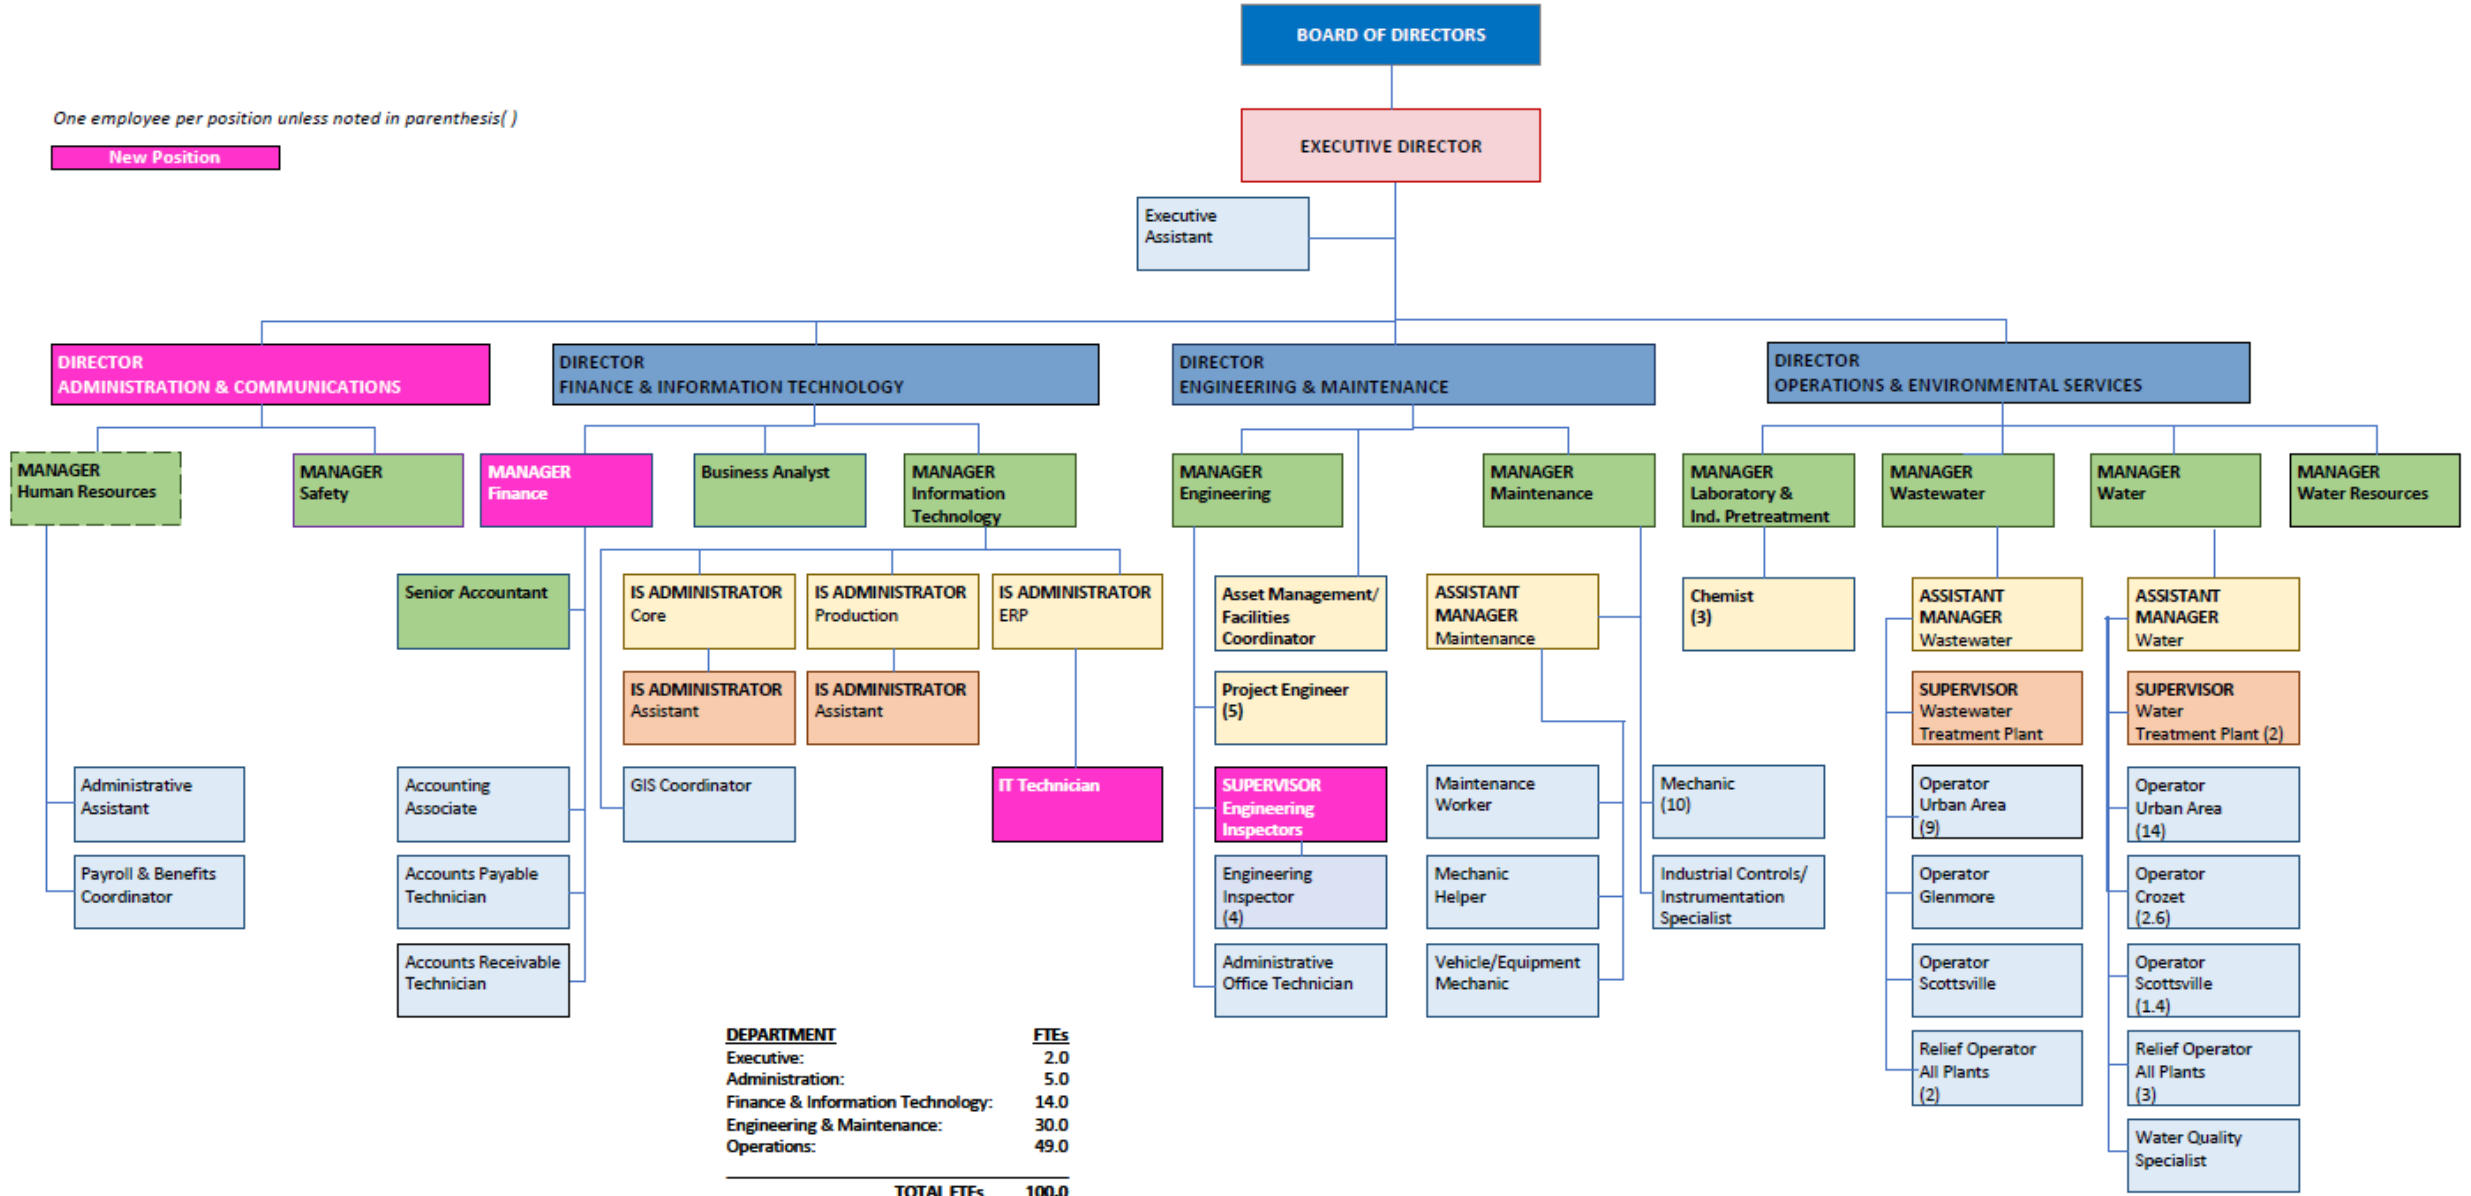 BOARD OF DIRECTORS
One employee per position unless noted in parenthesis( )
New Position
EXECUTIVE DIRECTOR
Executive
Assistant
DIRECTOR
ADMINISTRATION & COMMUNICATIONS
DIRECTOR
FINANCE & INFORMATION TECHNOLOGY
DIRECTOR
ENGINEERING & MAINTENANCE
DIRECTOR
OPERATIONS & ENVIRONMENTAL SERVICES
MANAGER
Human Resources
MANAGER
Safety
MANAGER
Finance
Business Analyst
MANAGER
Information
Technology
MANAGER
Engineering
MANAGER
Maintenance
MANAGER
Laboratory &
Ind. Pretreatment
MANAGER
Wastewater
MANAGER
Water
MANAGER
Water Resources
Senior Accountant
IS ADMINISTRATOR
Core
IS ADMINISTRATOR
Production
IS ADMINISTRATOR
ERP
Asset Management/
Facilities
Coordinator
ASSISTANT
MANAGER
Maintenance
Chemist
(3)
ASSISTANT
MANAGER
Wastewater
ASSISTANT
MANAGER
Water
IS ADMINISTRATOR
Assistant
IS ADMINISTRATOR
Assistant
Project Engineer
(5)
SUPERVISOR
Wastewater
Treatment Plant
SUPERVISOR
Water
Treatment Plant (2)
Administrative
Assistant
Accounting
Associate
GIS Coordinator
IT Technician
SUPERVISOR
Engineering
Inspectors
Maintenance
Worker
Mechanic
(10)
Operator
Urban Area
(9)
Operator
Urban Area
(14)
Payroll & Benefits
Coordinator
Accounts Payable
Technician
Engineering
Inspector
(4)
Mechanic
Helper
Industrial Controls/
Instrumentation
Specialist
Operator
Glenmore
Operator
Crozet
(2.6)
Accounts Receivable
Technician
Administrative
Office Technician
Vehicle/Equipment
Mechanic
Operator
Scottsville
Operator
Scottsville
(1.4)
Relief Operator
All Plants
(2)
Relief Operator
All Plants
(3)
Water Quality
Specialist
DEPARTMENT FTEs
Executive: 2.0
Administration: 5.0
Finance & Information Technology: 14.0
Engineering & Maintenance: 30.0
Operations: 49.0
TOTAL FTEs 100.0